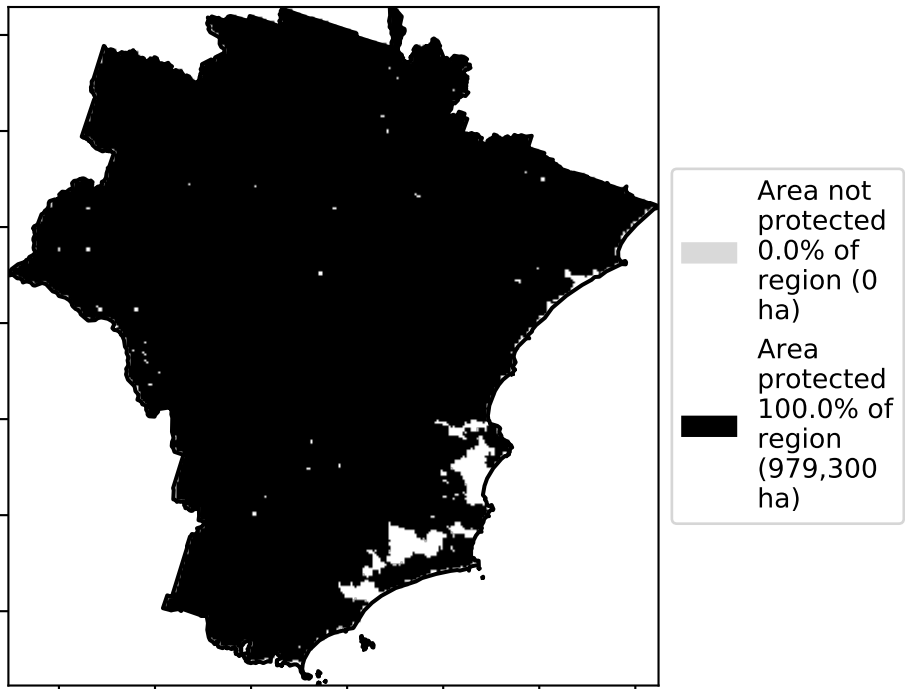 Area not
protected
0.0% of
region (0
ha)
Area
protected
100.0% of
region
(979,300
ha)